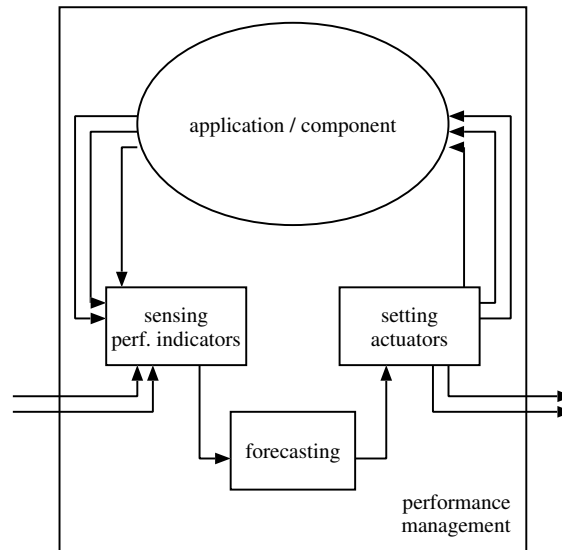 application / component
sensing
perf. indicators
setting
actuators
forecasting
performance
management